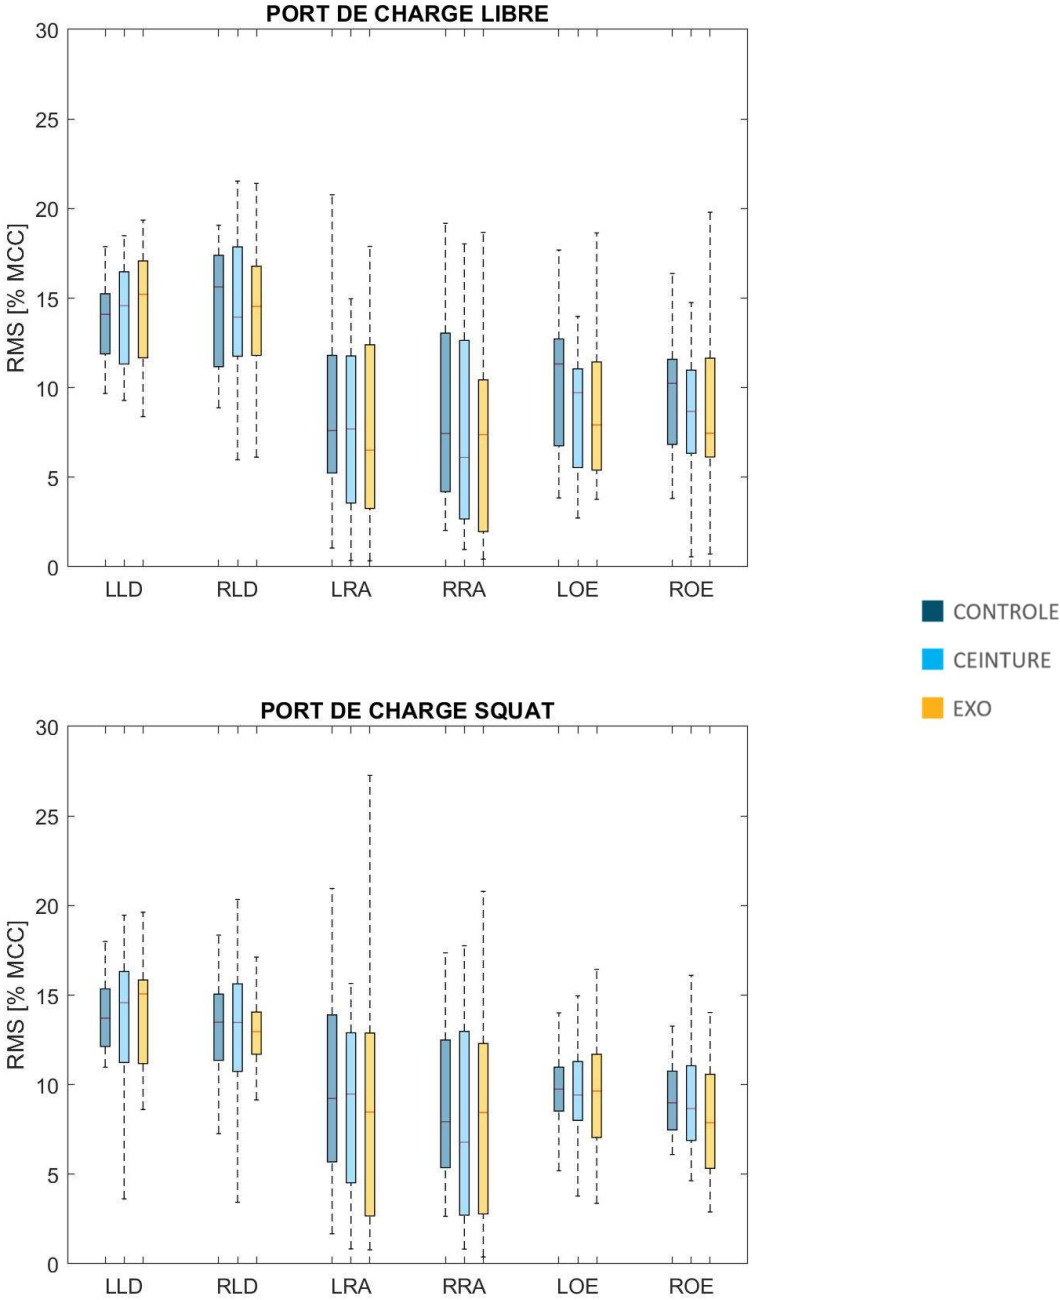 PORT DE CHARGE LIBRE
30
25
20
15
10
5
0
RMS [% MCC]
LLD RLD LRA RRA LOE ROE
CONTROLE
CEINTURE
EXO
PORT DE CHARGE SQUAT
30
25
20
15
10
5
0
RMS [% MCC]
LLD RLD LRA RRA LOE ROE